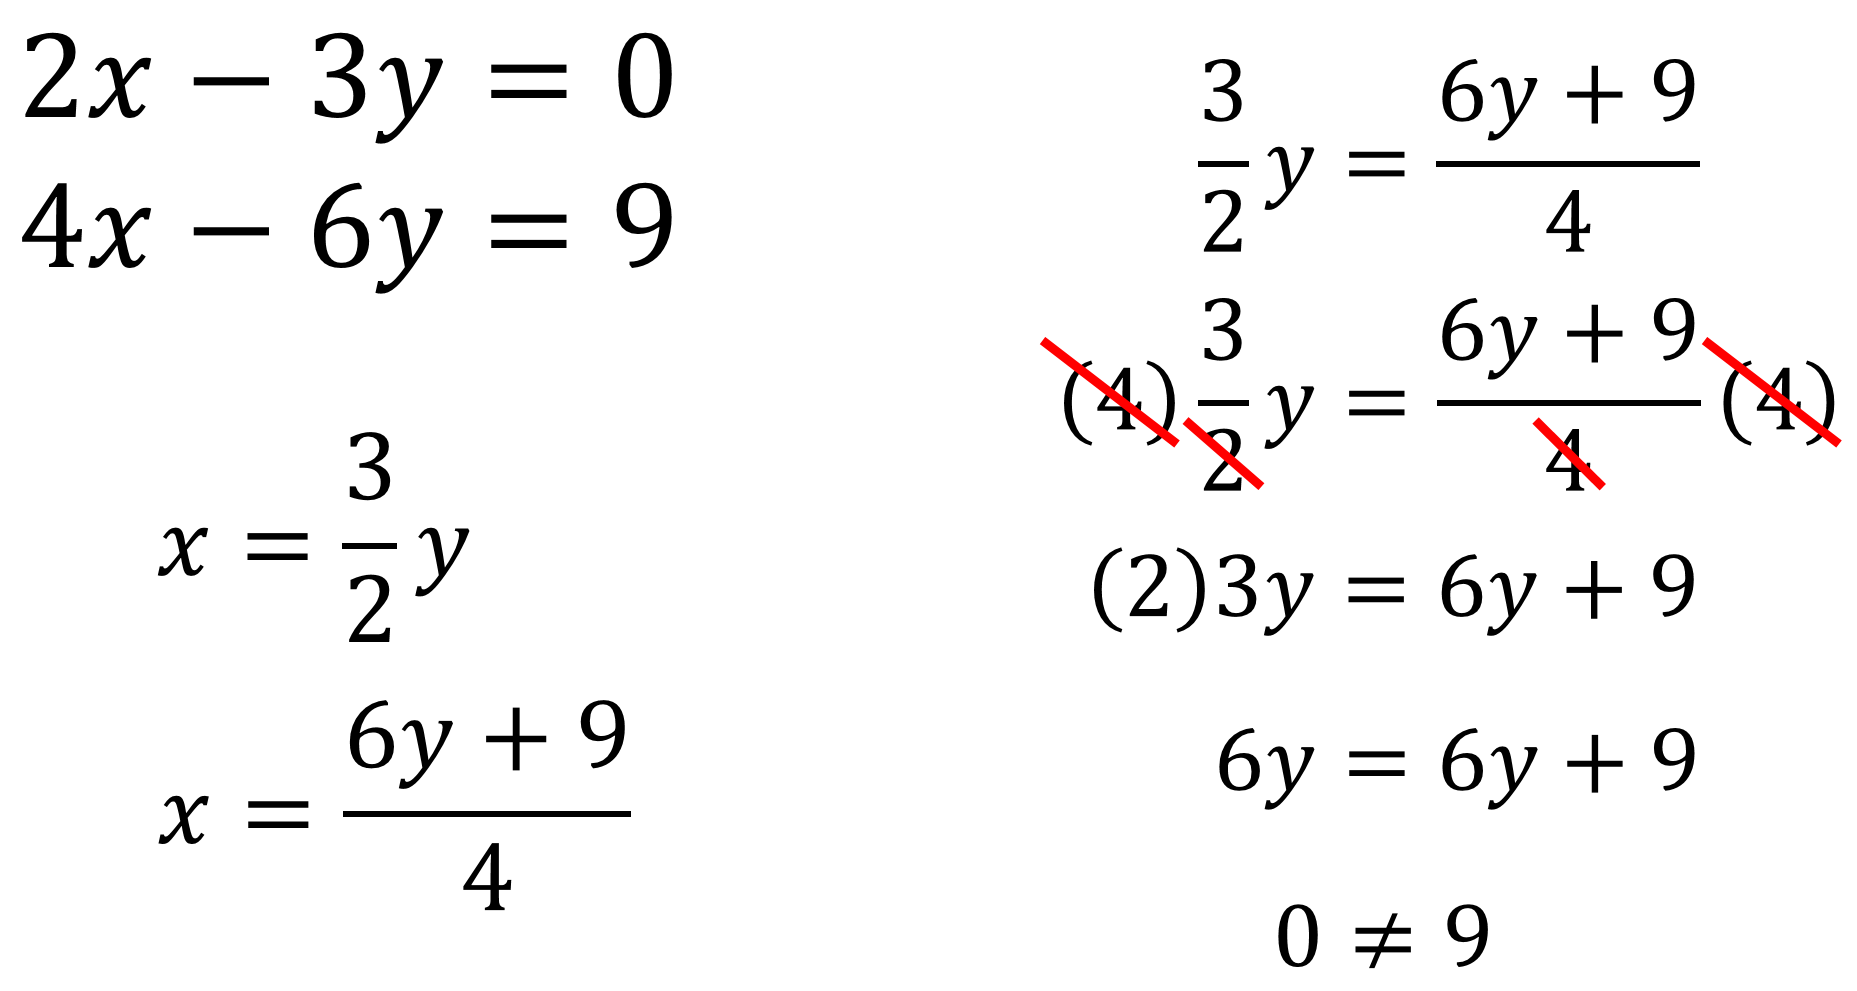 2x − 3y = 0
4x − 6y = 9
x = 3/2 y
x = (6y + 9)/4
3/2 y = (6y + 9)/4
(4) 3/2 y = (6y + 9)/4 (4)
(2)3y = 6y + 9
6y = 6y + 9
0 ≠ 9